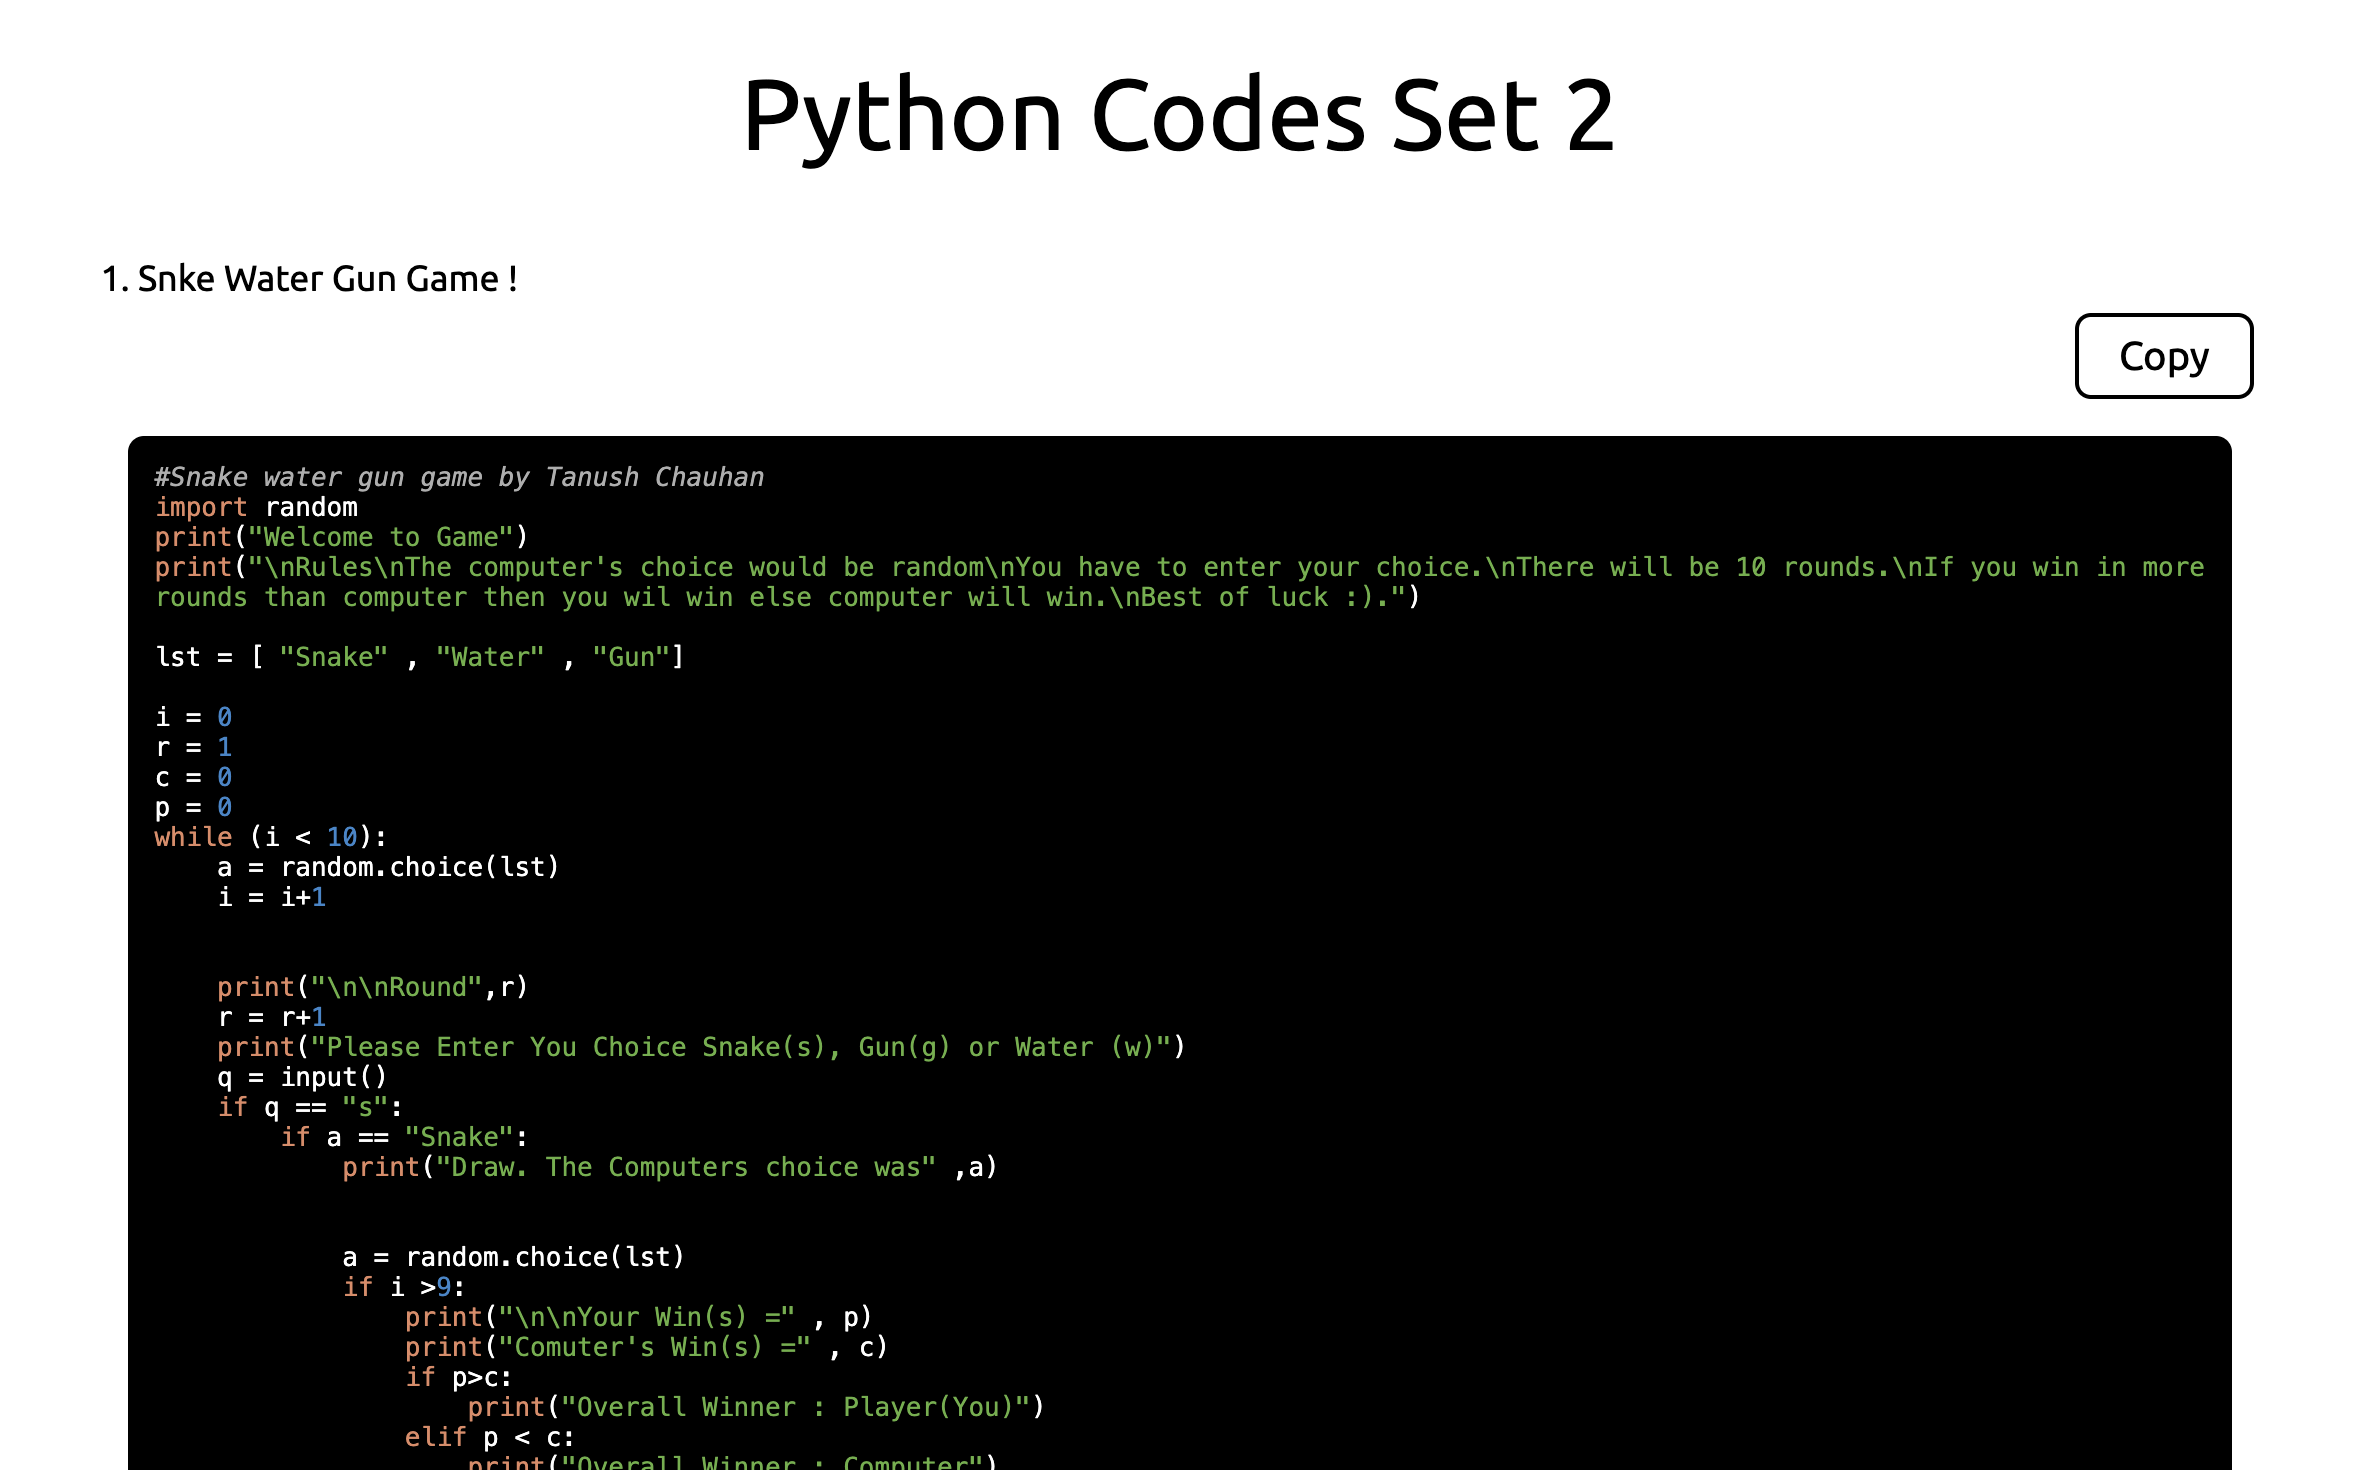 Python Codes Set 2
1. Snke Water Gun Game !
Copy
#Snake water gun game by Tanush Chauhan
import random
print("Welcome to Game")
print("\nRules\nThe computer's choice would be random\nYou have to enter your choice.\nThere will be 10 rounds.\nIf you win in more
rounds than computer then you wil win else computer will win.\nBest of luck :).")
lst = [ "Snake" , "Water" , "Gun"]
i = 0
r = 1
c = 0
p = 0
while (i < 10):
    a = random.choice(lst)
    i = i+1
    print("\n\nRound",r)
    r = r+1
    print("Please Enter You Choice Snake(s), Gun(g) or Water (w)")
    q = input()
    if q == "s":
        if a == "Snake":
            print("Draw. The Computers choice was" ,a)
            a = random.choice(lst)
            if i >9:
                print("\n\nYour Win(s) =" , p)
                print("Comuter's Win(s) =" , c)
                if p>c:
                    print("Overall Winner : Player(You)")
                elif p < c:
                    print("Overall Winner : Computer")